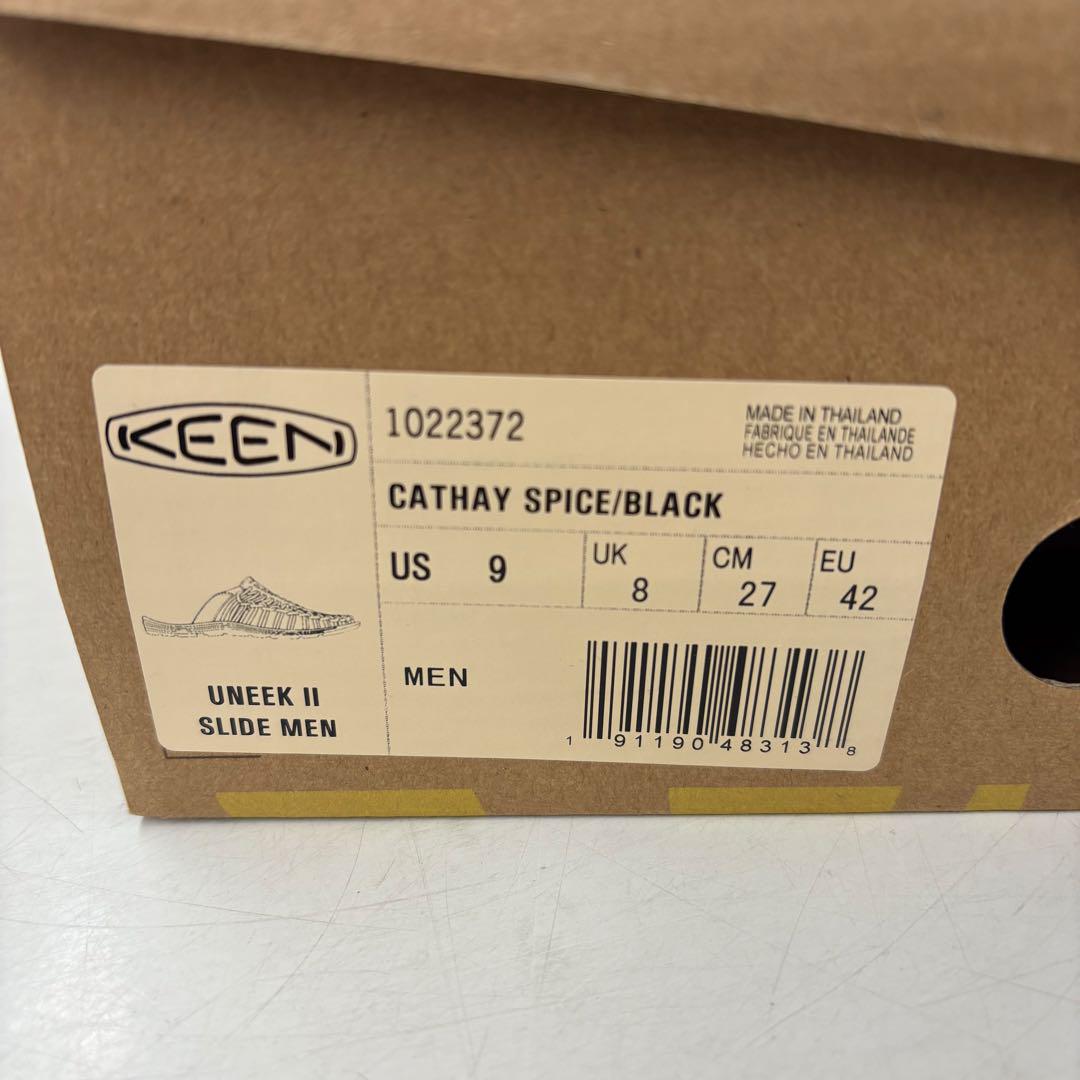 KEEN
1022372
MADE IN THAILAND
FABRIQUE EN THAILANDE
HECHO EN THAILAND
CATHAY SPICE/BLACK
US 9
UK 8
CM 27
EU 42
UNEEK II
SLIDE MEN
MEN
1 91190 48313 8